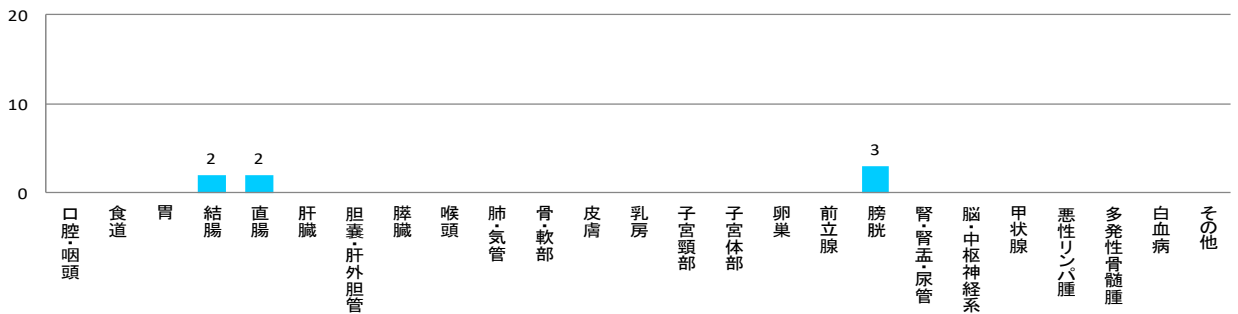 20
10
0
2
2
3
口腔・咽頭
食道
胃
結腸
直腸
肝臓
胆嚢・肝外胆管
膵臓
喉頭
肺・気管
骨・軟部
皮膚
乳房
子宮頸部
子宮体部
卵巣
前立腺
膀胱
腎・腎盂・尿管
脳・中枢神経系
甲状腺
悪性リンパ腫
多発性骨髄腫
白血病
その他